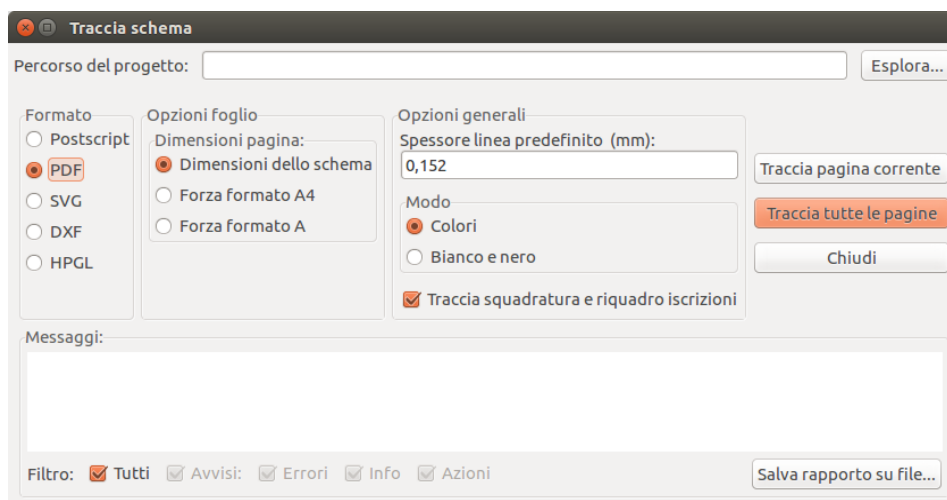 Traccia schema
Percorso del progetto:
Esplora...
Formato
Postscript
PDF
SVG
DXF
HPGL
Opzioni foglio
Dimensioni pagina:
Dimensioni dello schema
Forza formato A4
Forza formato A
Opzioni generali
Spessore linea predefinito (mm):
0,152
Modo
Colori
Bianco e nero
Traccia squadratura e riquadro iscrizioni
Traccia pagina corrente
Traccia tutte le pagine
Chiudi
Messaggi:
Filtro: Tutti Avvisi: Errori Info Azioni
Salva rapporto su file...